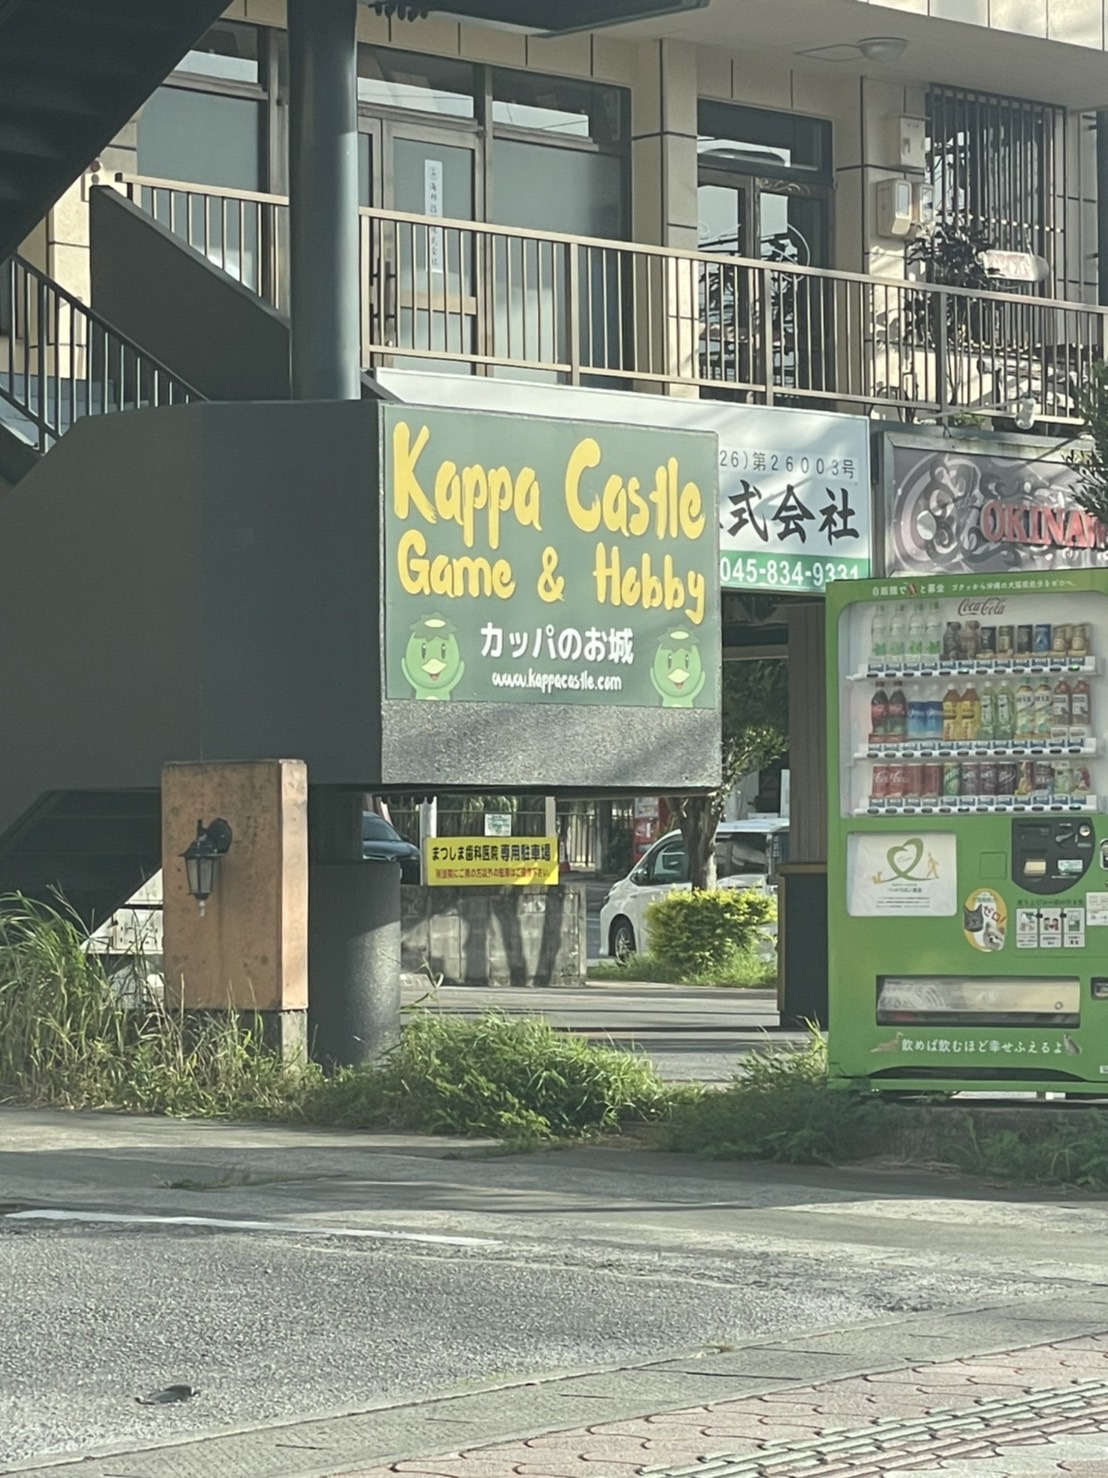 Kappa Castle
Game & Hobby
カッパのお城
www.kappacastle.com
26)第26003号
式会社
045-834-9331
OKINAW
Coca-Cola
まつしま歯科医院 専用駐車場
ゼロ!
飲めば飲むほど幸せふえるよ